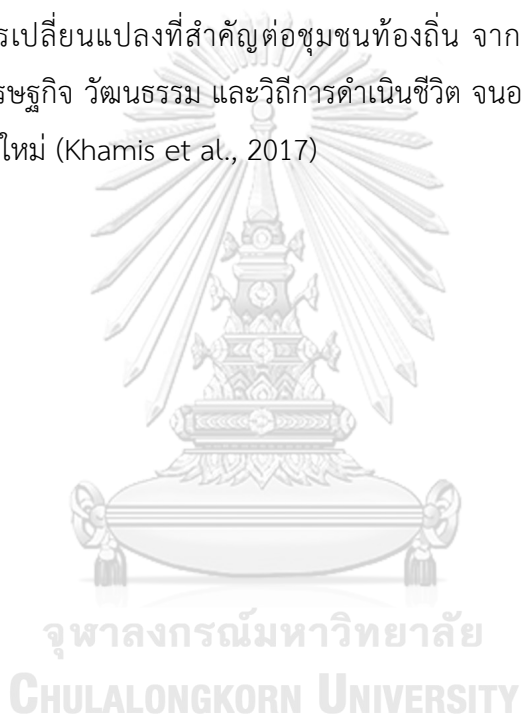 รเปลี่ยนแปลงที่สำคัญต่อชุมชนท้องถิ่น จาก
รษฐกิจ วัฒนธรรม และวิถีการดำเนินชีวิต จนอ
ใหม่ (Khamis et al., 2017)
จุฬาลงกรณ์มหาวิทยาลัย
CHULALONGKORN UNIVERSITY